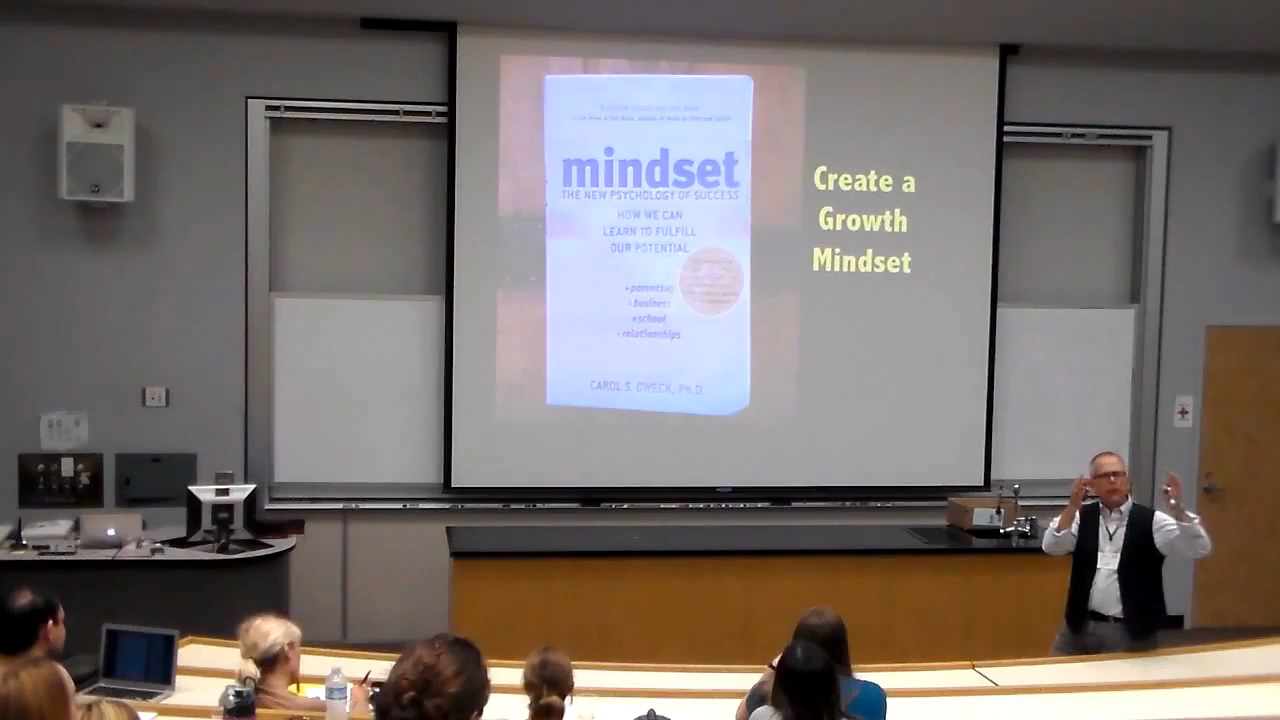 mindset
THE NEW PSYCHOLOGY OF SUCCESS
HOW WE CAN
LEARN TO FULFILL
OUR POTENTIAL
• parenting
• business
• school
• relationships
CAROL S. DWECK, Ph.D.
Create a
Growth
Mindset